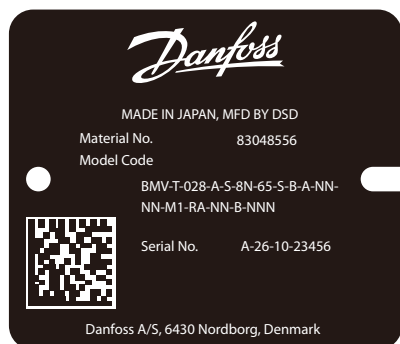 Danfoss
MADE IN JAPAN, MFD BY DSD
Material No. 83048556
Model Code
BMV-T-028-A-S-8N-65-S-B-A-NN-
NN-M1-RA-NN-B-NNN
Serial No. A-26-10-23456
Danfoss A/S, 6430 Nordborg, Denmark